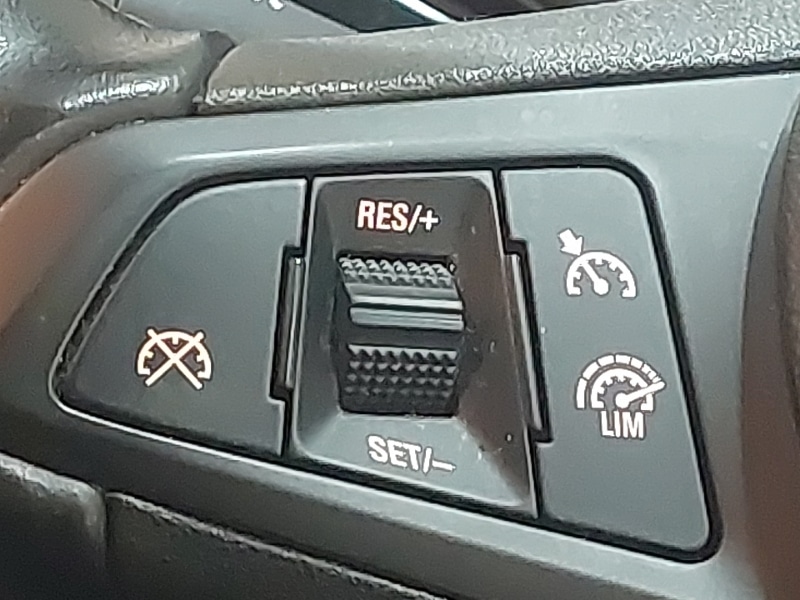 RES/+
LIM
SET/–